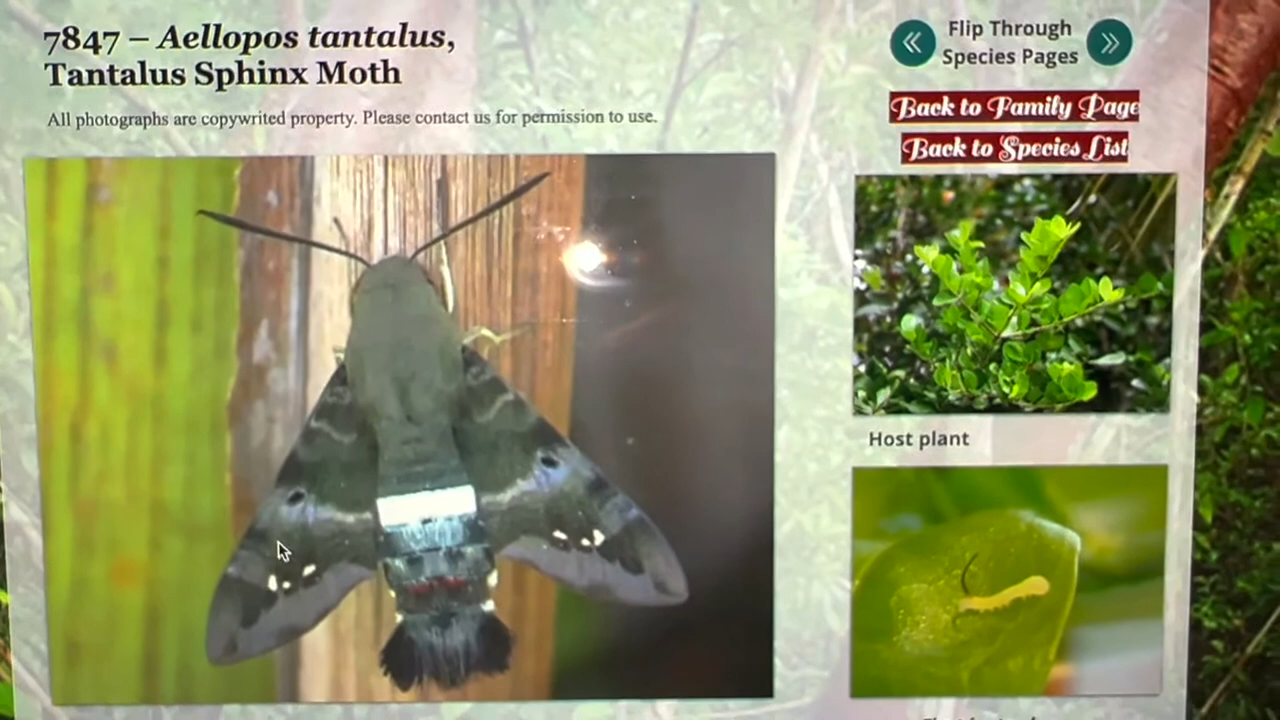 7847 – Aellopos tantalus,
Tantalus Sphinx Moth
All photographs are copywrited property. Please contact us for permission to use.
Flip Through
Species Pages
Back to Family Page
Back to Species List
Host plant